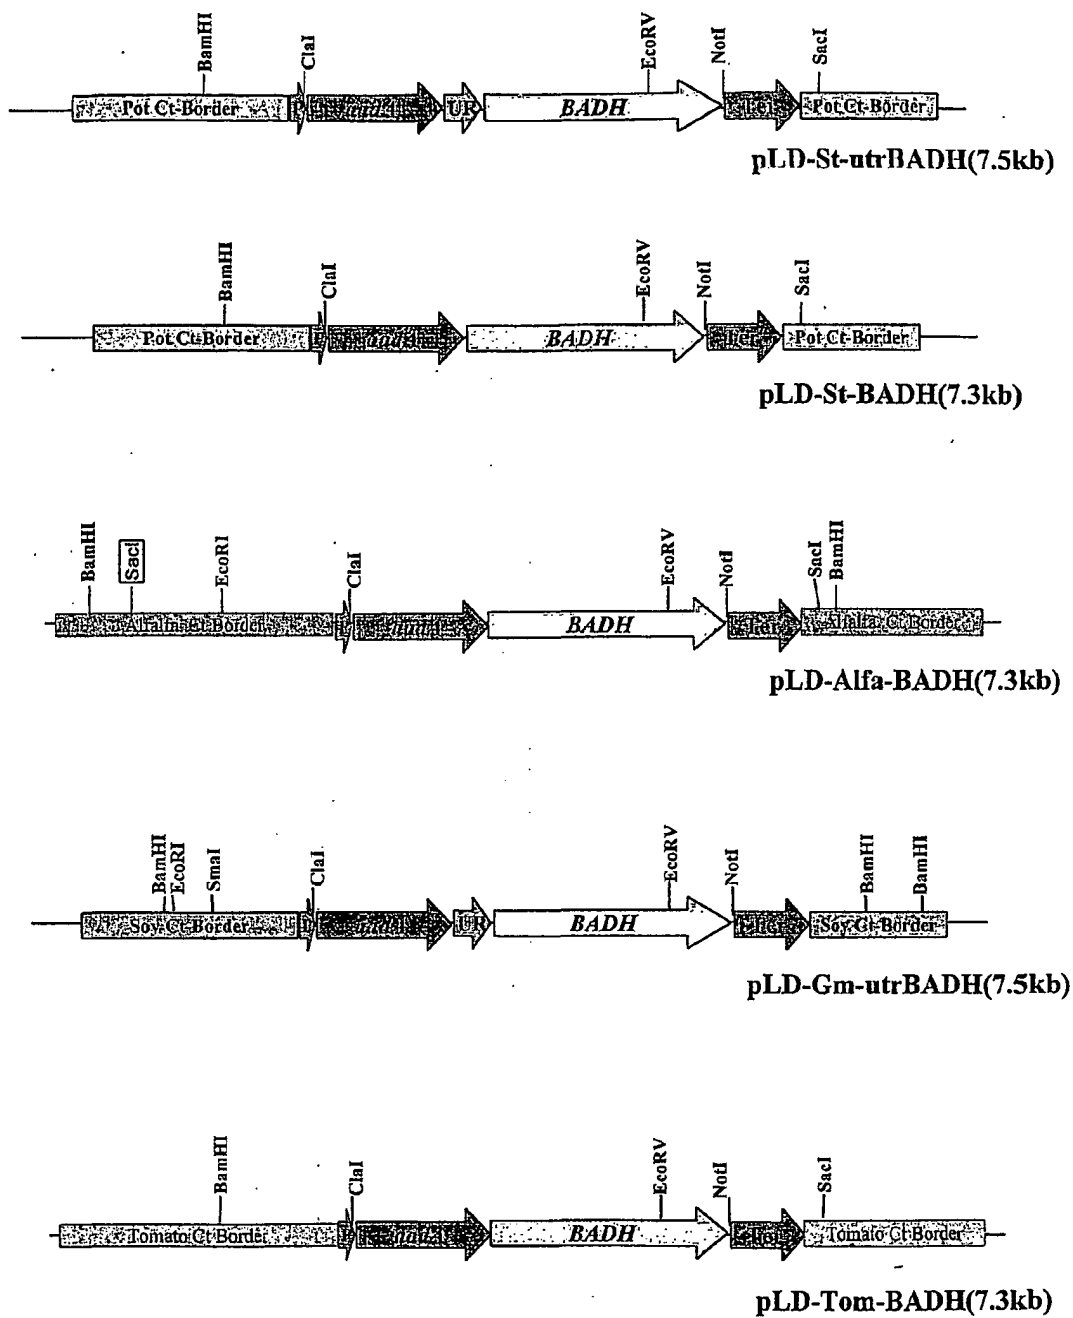 BamHI ClaI EcoRV NotI SacI
Pot Ct-Border P UR BADH Pot Ct-Border
pLD-St-utrBADH(7.5kb)
BamHI ClaI EcoRV NotI SacI
Pot Ct-Border BADH Pot Ct-Border
pLD-St-BADH(7.3kb)
BamHI SacI EcoRI ClaI EcoRV NotI SacI BamHI
Alfalfa Ct Border BADH Alfalfa Ct Border
pLD-Alfa-BADH(7.3kb)
BamHI EcoRI SmaI ClaI EcoRV NotI BamHI BamHI
Soy Ct-Border UR BADH Soy Ct-Border
pLD-Gm-utrBADH(7.5kb)
BamHI ClaI EcoRV NotI SacI
Tomato Ct Border BADH Tomato Ct Border
pLD-Tom-BADH(7.3kb)